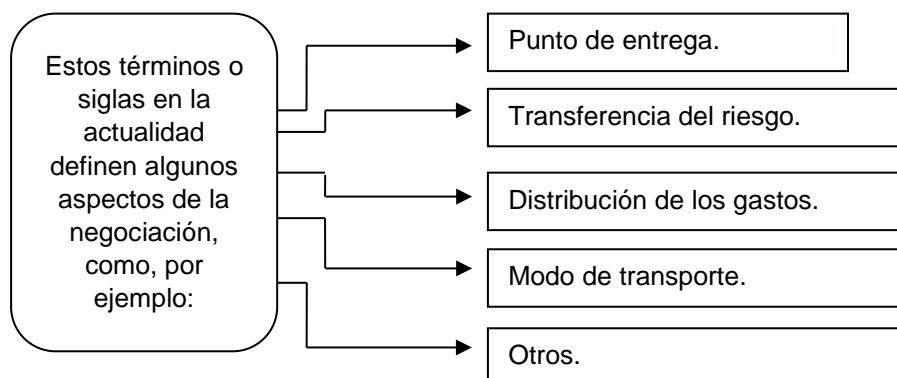 Estos términos o
siglas en la
actualidad
definen algunos
aspectos de la
negociación,
como, por
ejemplo:
Punto de entrega.
Transferencia del riesgo.
Distribución de los gastos.
Modo de transporte.
Otros.